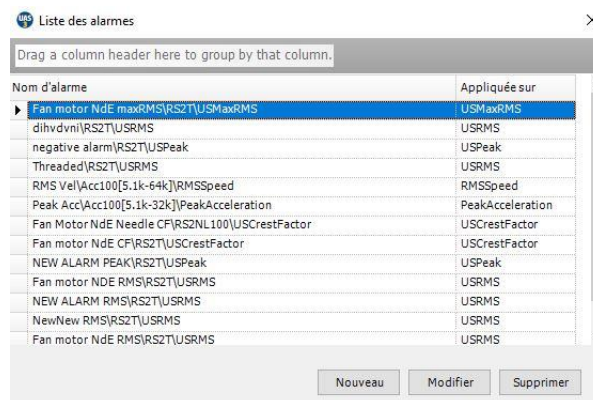 UAS 3 Liste des alarmes
Drag a column header here to group by that column.
Nom d'alarme Appliquée sur
Fan motor NdE maxRMS\RS2T\USMaxRMS USMaxRMS
dihvdvni\RS2T\USRMS USRMS
negative alarm\RS2T\USPeak USPeak
Threaded\RS2T\USRMS USRMS
RMS Vel\Acc100[5.1k-64k]\RMSSpeed RMSSpeed
Peak Acc\Acc100[5.1k-32k]\PeakAcceleration PeakAcceleration
Fan Motor NdE Needle CF\RS2NL100\USCrestFactor USCrestFactor
Fan motor NdE CF\RS2T\USCrestFactor USCrestFactor
NEW ALARM PEAK\RS2T\USPeak USPeak
Fan motor NDE RMS\RS2T\USRMS USRMS
NEW ALARM RMS\RS2T\USRMS USRMS
NewNew RMS\RS2T\USRMS USRMS
Fan motor NdE RMS\RS2T\USRMS USRMS
Nouveau Modifier Supprimer